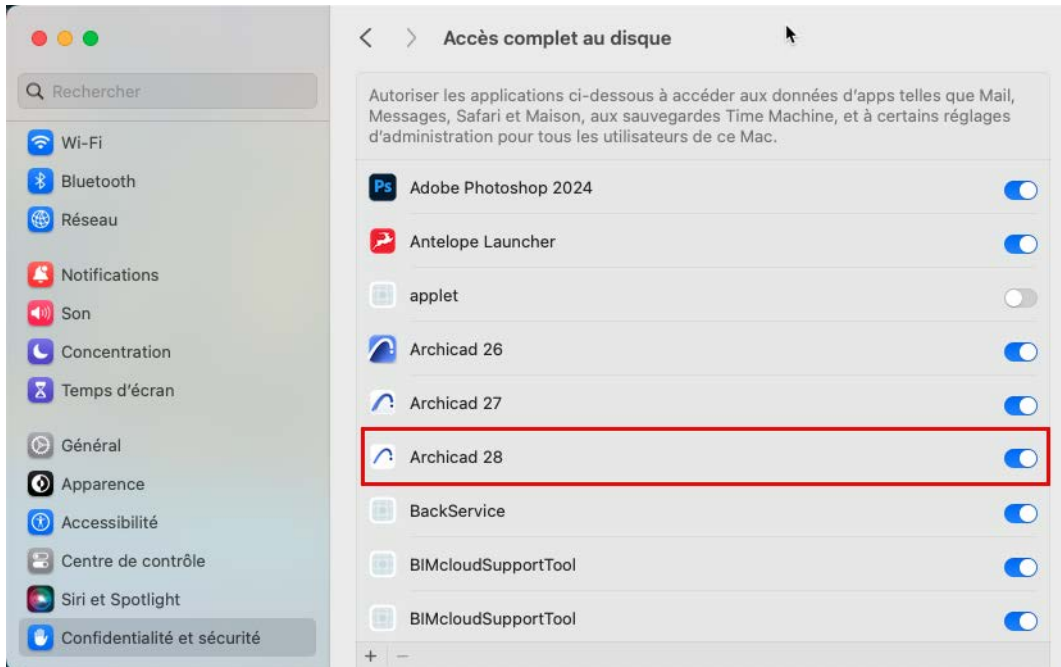 Accès complet au disque
Rechercher
Wi-Fi
Bluetooth
Réseau
Notifications
Son
Concentration
Temps d'écran
Général
Apparence
Accessibilité
Centre de contrôle
Siri et Spotlight
Confidentialité et sécurité
Autoriser les applications ci-dessous à accéder aux données d'apps telles que Mail,
Messages, Safari et Maison, aux sauvegardes Time Machine, et à certains réglages
d'administration pour tous les utilisateurs de ce Mac.
Ps Adobe Photoshop 2024
Antelope Launcher
applet
Archicad 26
Archicad 27
Archicad 28
BackService
BIMcloudSupportTool
BIMcloudSupportTool
+ −